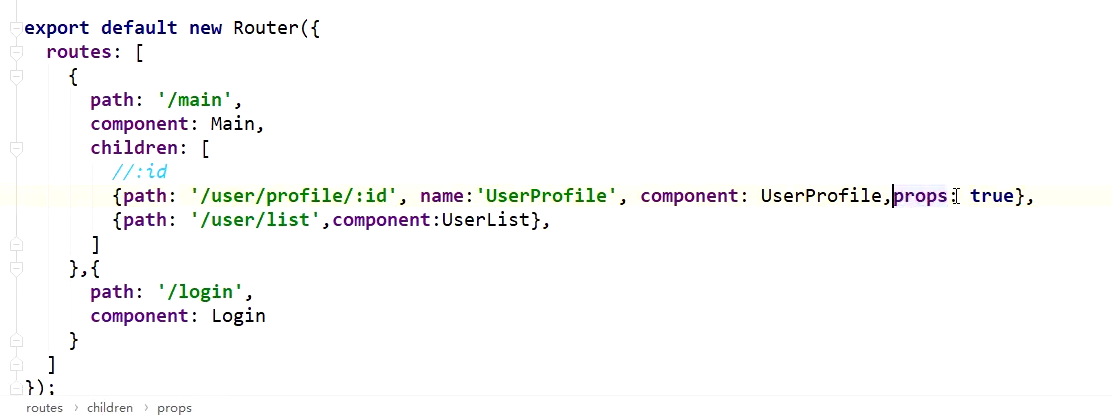 export default new Router({
  routes: [
    {
      path: '/main',
      component: Main,
      children: [
        //:id
        {path: '/user/profile/:id', name:'UserProfile', component: UserProfile,props: true},
        {path: '/user/list',component:UserList},
      ]
    },{
      path: '/login',
      component: Login
    }
  ]
});
routes › children › props